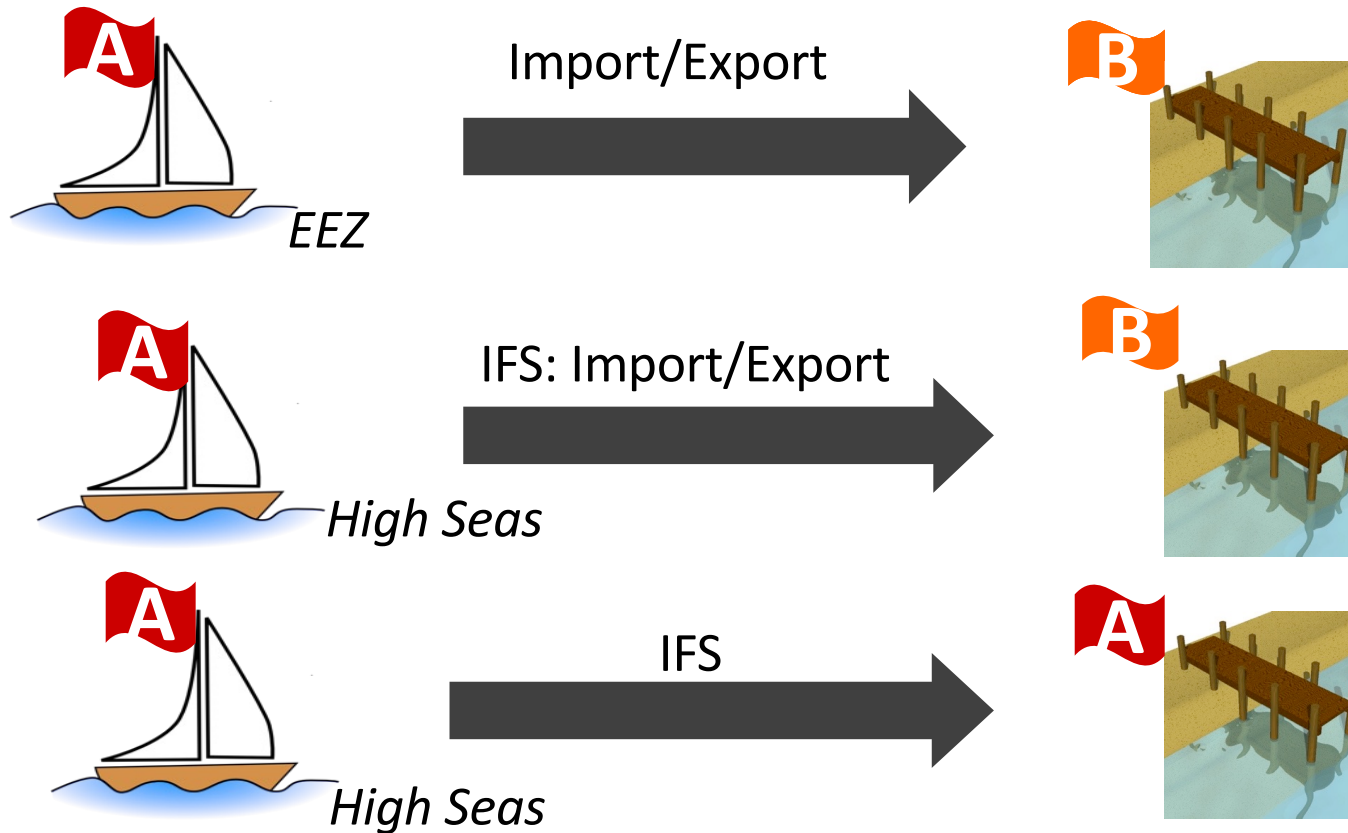 A
Import/Export
B
EEZ
A
IFS: Import/Export
B
High Seas
A
IFS
A
High Seas